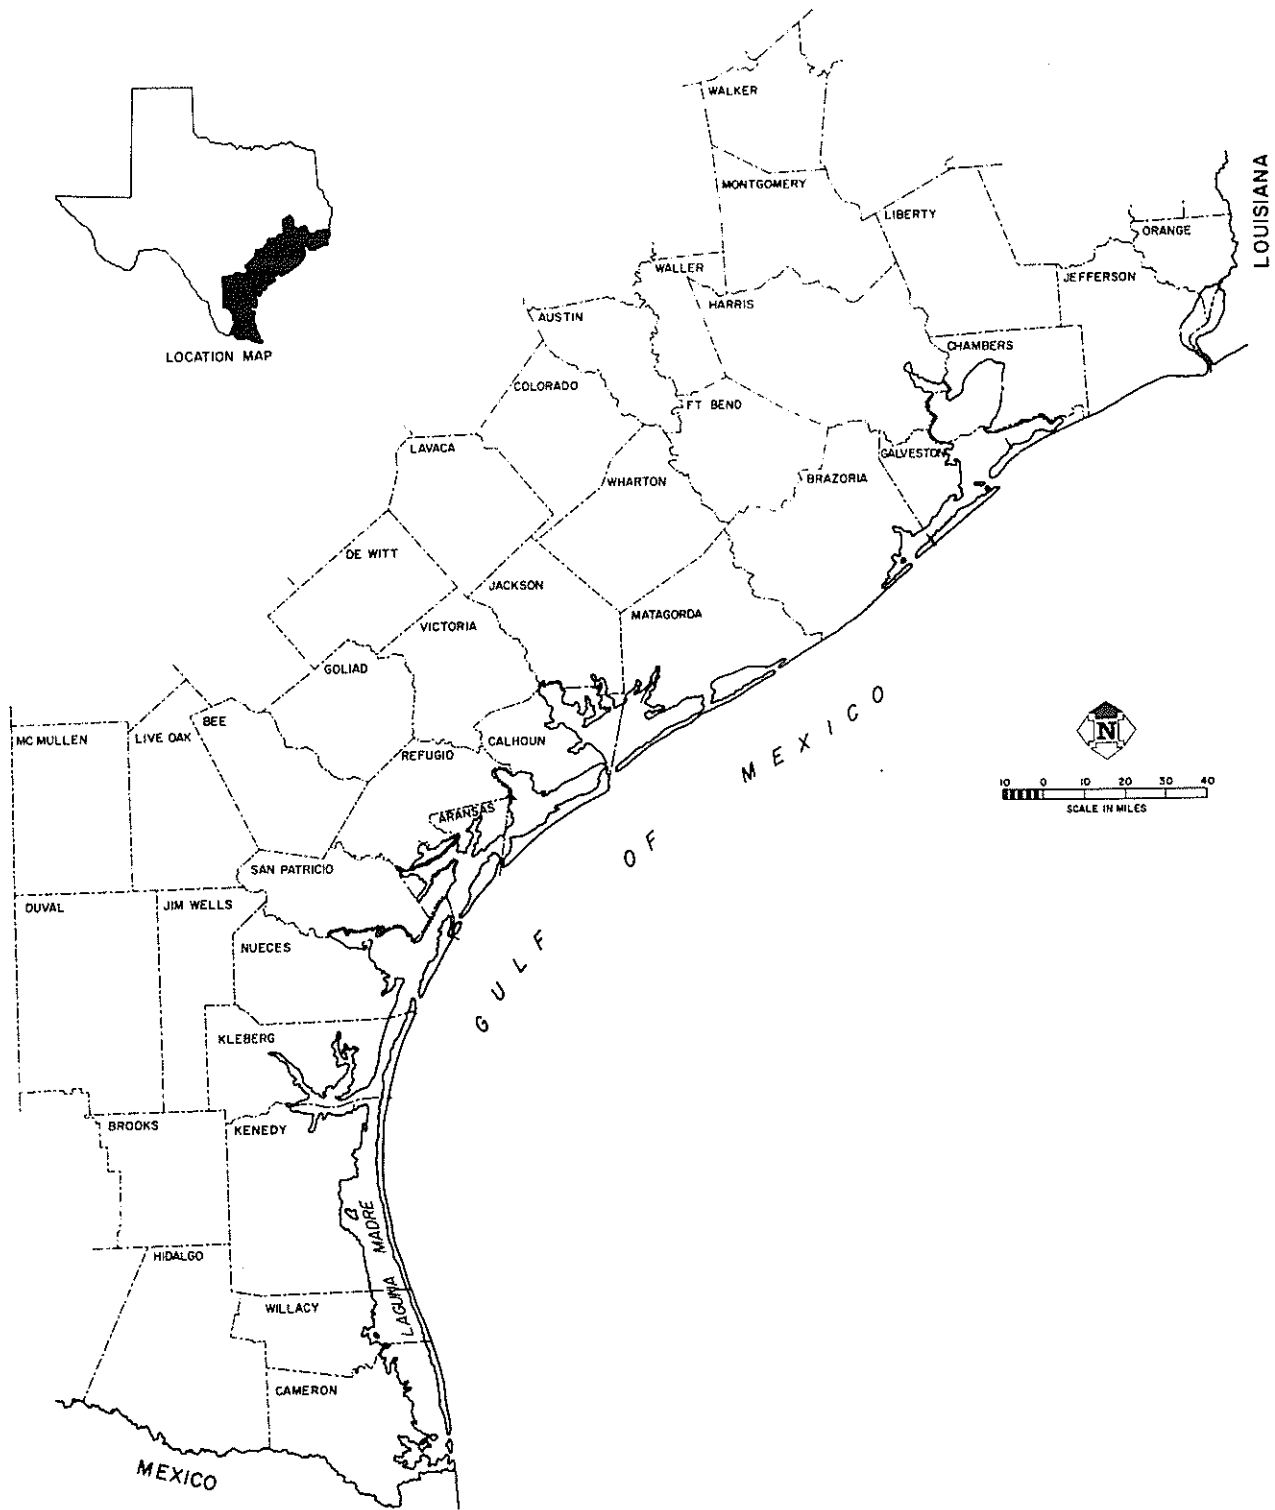 WALKER
LOUISIANA
MONTGOMERY
LIBERTY
ORANGE
WALLER
JEFFERSON
HARRIS
AUSTIN
LOCATION MAP
CHAMBERS
COLORADO
FT BEND
LAVACA
GALVESTON
WHARTON
BRAZORIA
DE WITT
JACKSON
MATAGORDA
VICTORIA
GOLIAD
BEE
MC MULLEN
LIVE OAK
CALHOUN
REFUGIO
GULF OF MEXICO
N
10 0 10 20 30 40
SCALE IN MILES
ARANSAS
SAN PATRICIO
DUVAL
JIM WELLS
NUECES
KLEBERG
BROOKS
KENEDY
LAGUNA MADRE
HIDALGO
WILLACY
CAMERON
MEXICO